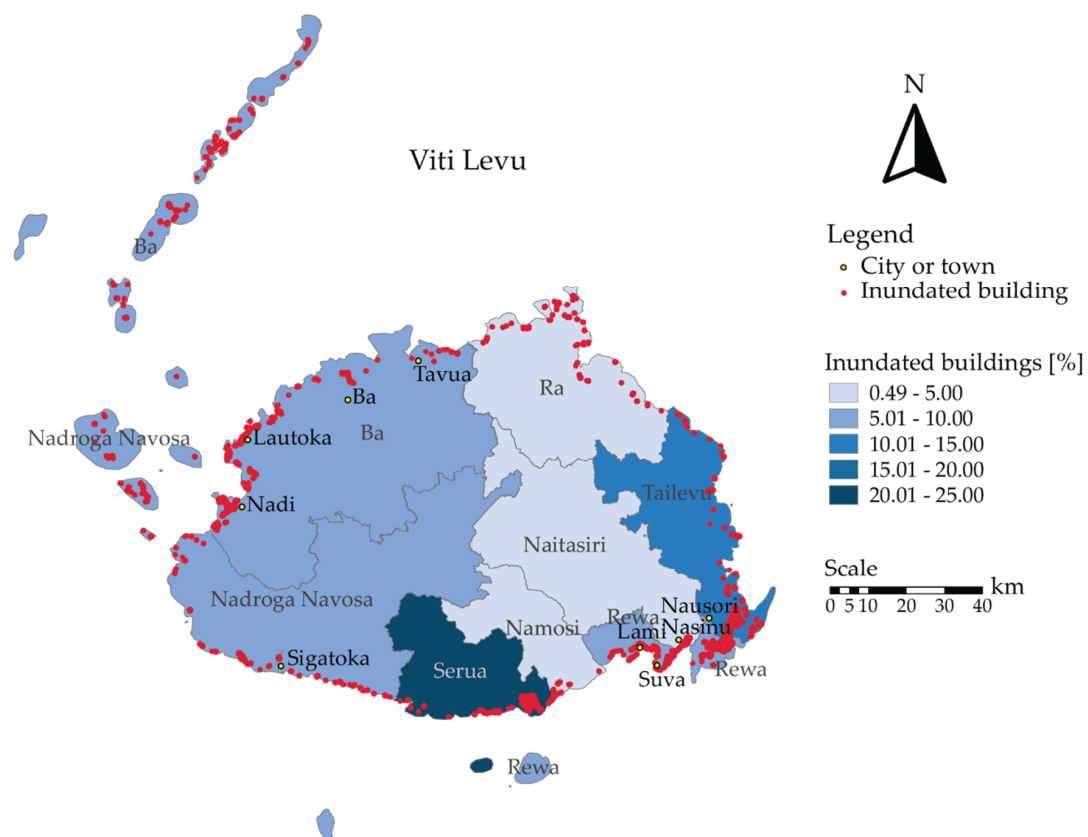 N
Viti Levu
Legend
City or town
Inundated building
Ba
Inundated buildings [%]
0.49 - 5.00
5.01 - 10.00
10.01 - 15.00
15.01 - 20.00
20.01 - 25.00
Tavua
Ra
Ba
Ba
Nadroga Navosa
Lautoka
Tailevu
Nadi
Naitasiri
Scale
km
0 5 10 20 30 40
Nadroga Navosa
Nausori
Rewa
Namosi
Lami
Nasinu
Sigatoka
Serua
Suva
Rewa
Rewa